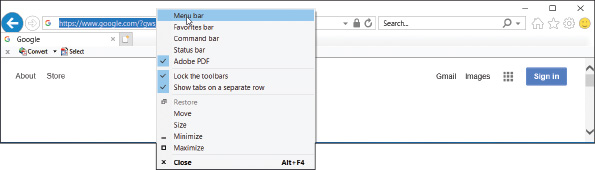 https://www.google.com/?gws
Search...
Google
Convert
Select
Menu bar
Favorites bar
Command bar
Status bar
Adobe PDF
Lock the toolbars
Show tabs on a separate row
Restore
Move
Size
Minimize
Maximize
Close Alt+F4
About Store
Gmail Images Sign in